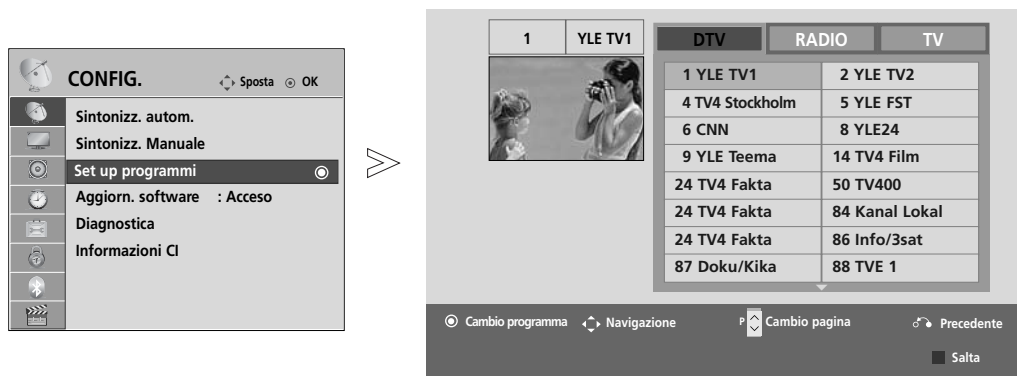 CONFIG. Sposta OK
Sintonizz. autom.
Sintonizz. Manuale
Set up programmi
Aggiorn. software : Acceso
Diagnostica
Informazioni CI
1 YLE TV1
DTV RADIO TV
1 YLE TV1 2 YLE TV2
4 TV4 Stockholm 5 YLE FST
6 CNN 8 YLE24
9 YLE Teema 14 TV4 Film
24 TV4 Fakta 50 TV400
24 TV4 Fakta 84 Kanal Lokal
24 TV4 Fakta 86 Info/3sat
87 Doku/Kika 88 TVE 1
Cambio programma Navigazione P Cambio pagina Precedente
Salta